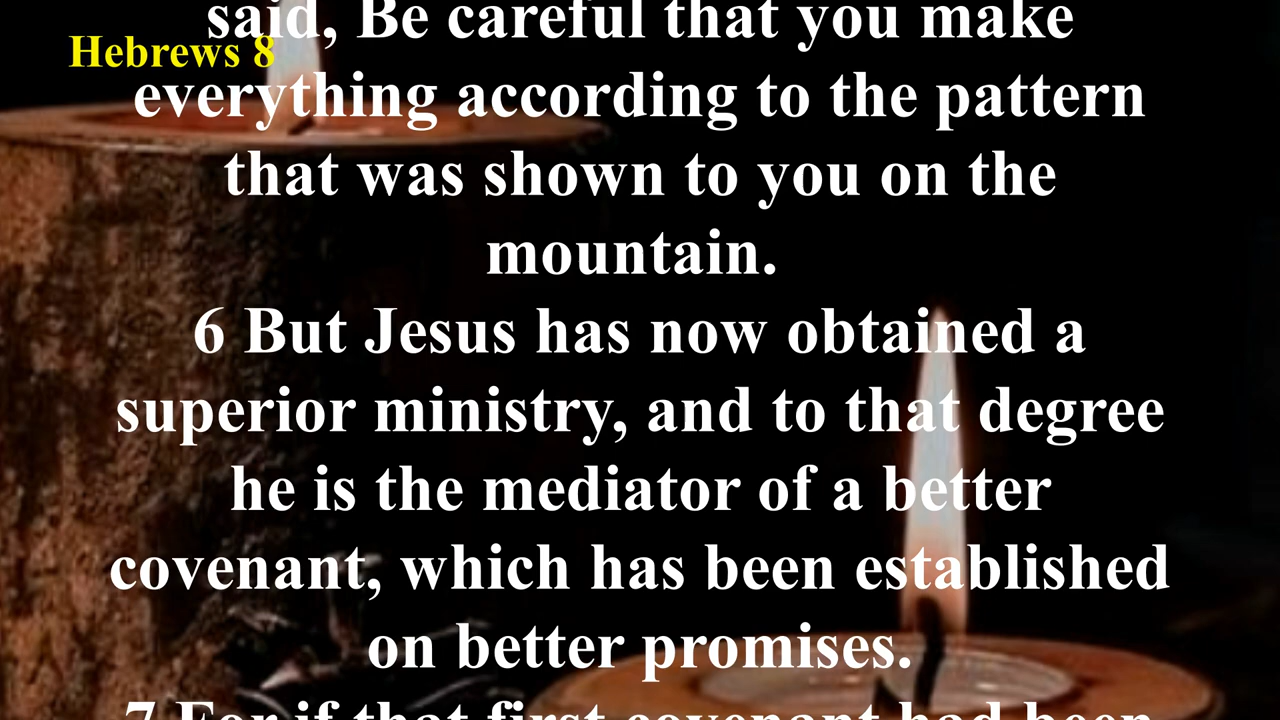 said, Be careful that you make
Hebrews 8
everything according to the pattern
that was shown to you on the
mountain.
6 But Jesus has now obtained a
superior ministry, and to that degree
he is the mediator of a better
covenant, which has been established
on better promises.
7 For if that first covenant had been